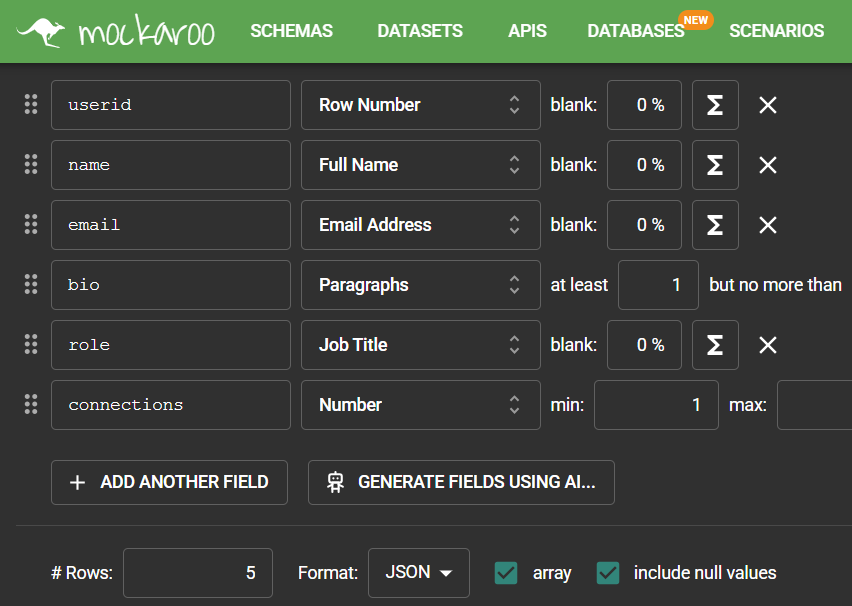 mockaroo SCHEMAS DATASETS APIS DATABASES NEW SCENARIOS
userid Row Number blank: 0 % Σ
name Full Name blank: 0 % Σ
email Email Address blank: 0 % Σ
bio Paragraphs at least 1 but no more than
role Job Title blank: 0 % Σ
connections Number min: 1 max:
+ ADD ANOTHER FIELD GENERATE FIELDS USING AI...
# Rows: 5 Format: JSON array include null values